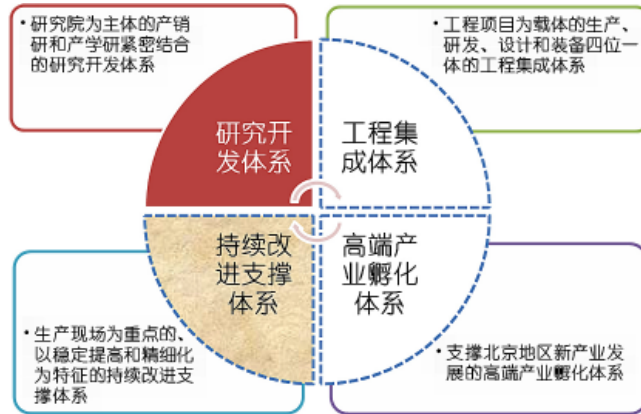 研究院为主体的产销
研和产学研紧密结合
的研究开发体系
工程项目为载体的生产、
研发、设计和装备四位一
体的工程集成体系
研究开
发体系
工程集
成体系
持续改
进支撑
体系
高端产
业孵化
体系
生产现场为重点的、
以稳定提高和精细化
为特征的持续改进支
撑体系
支撑北京地区新产业发
展的高端产业孵化体系